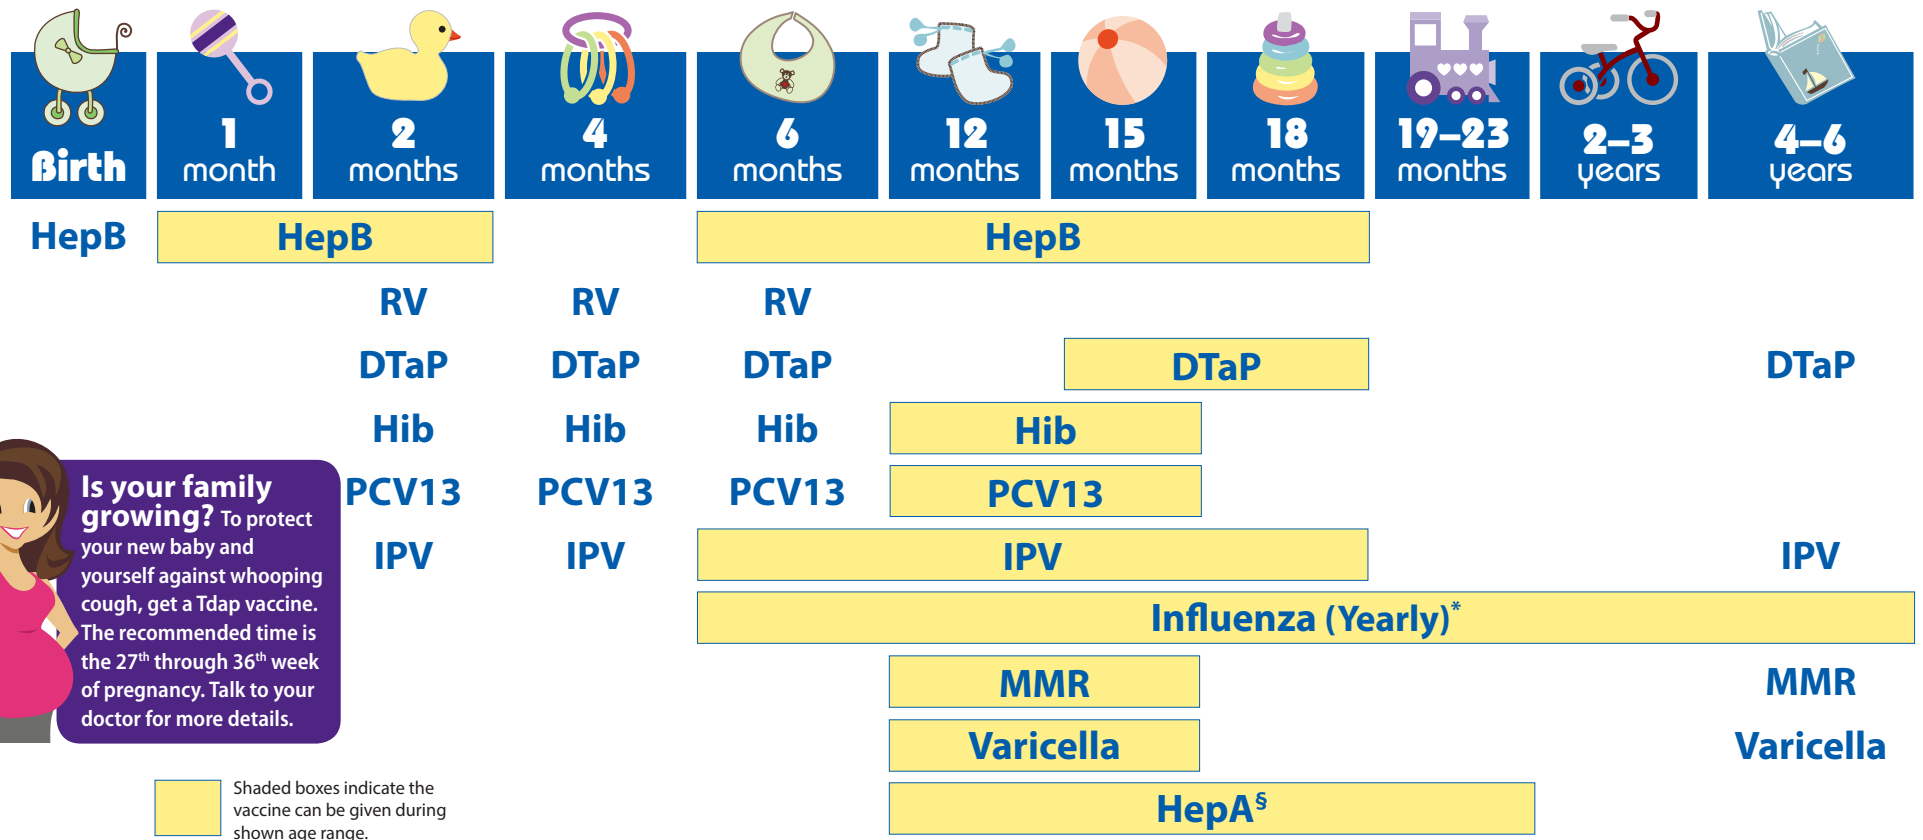 Birth
1
month
2
months
4
months
6
months
12
months
15
months
18
months
19–23
months
2–3
years
4–6
years
HepB HepB HepB
RV RV RV
DTaP DTaP DTaP DTaP DTaP
Hib Hib Hib Hib
PCV13 PCV13 PCV13 PCV13
IPV IPV IPV IPV
Influenza (Yearly)*
MMR MMR
Varicella Varicella
HepA§
Is your family
growing? To protect
your new baby and
yourself against whooping
cough, get a Tdap vaccine.
The recommended time is
the 27th through 36th week
of pregnancy. Talk to your
doctor for more details.
Shaded boxes indicate the
vaccine can be given during
shown age range.